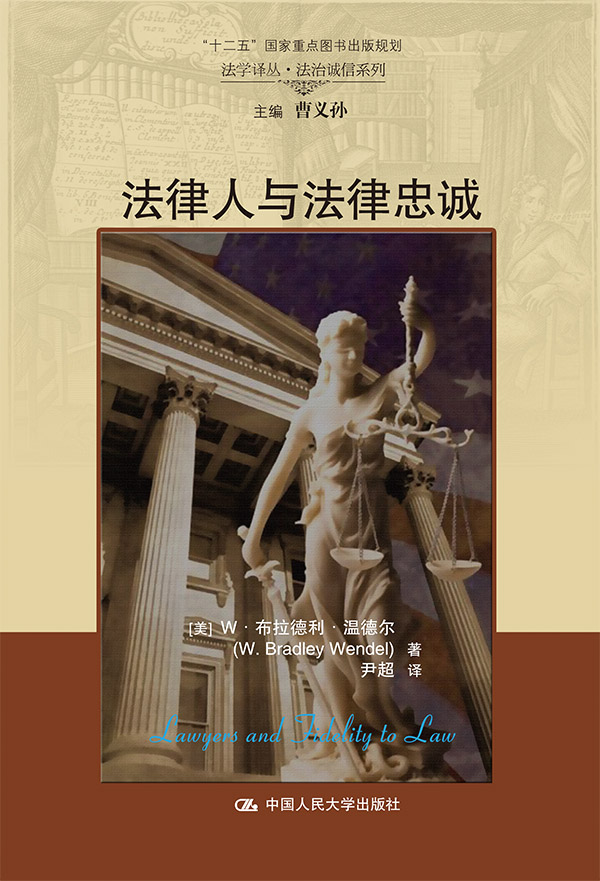 “十二五”国家重点图书出版规划
法学译丛·法治诚信系列
主编 曹义孙
法律人与法律忠诚
[美] W·布拉德利·温德尔
(W. Bradley Wendel) 著
尹超 译
Lawyers and Fidelity to Law
中国人民大学出版社